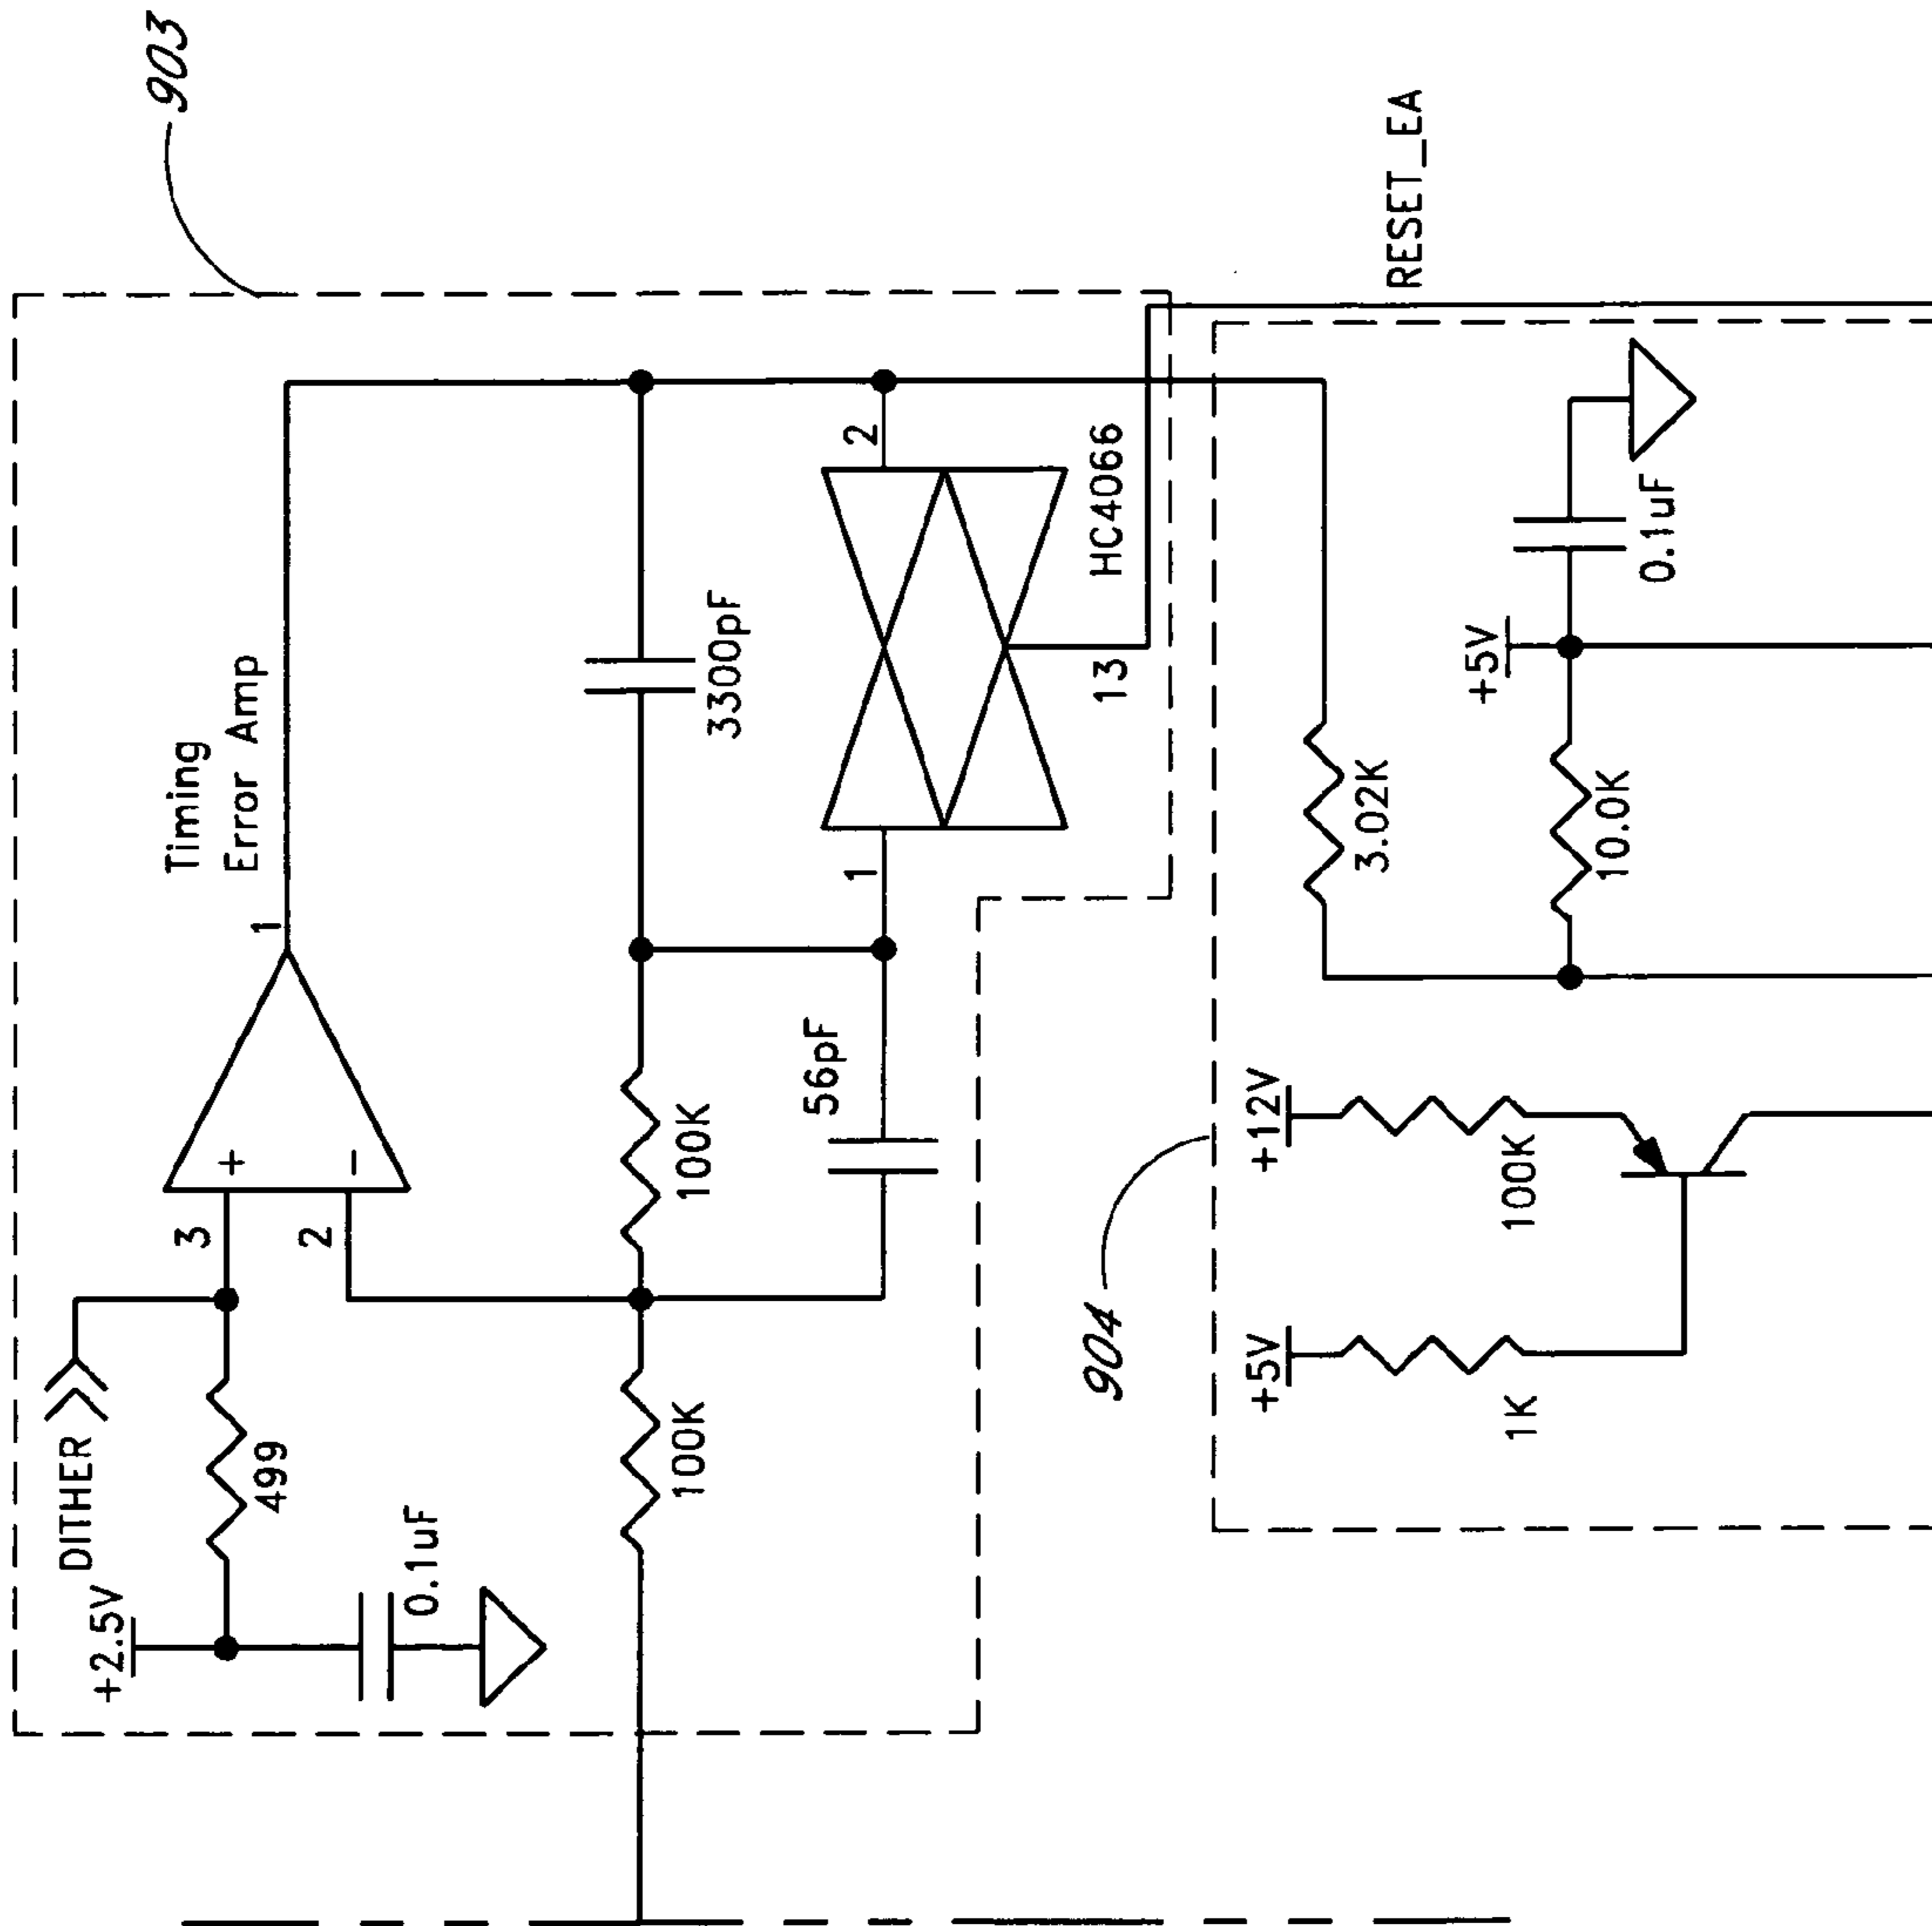 903
Timing
Error Amp
1
3
2
+
−
DITHER
+2.5V
499
0.1uF
100K
100K
56pF
3300pF
1
2
13
HC4066
RESET_EA
904
+12V
100K
+5V
1K
3.02K
+5V
10.0K
0.1uF